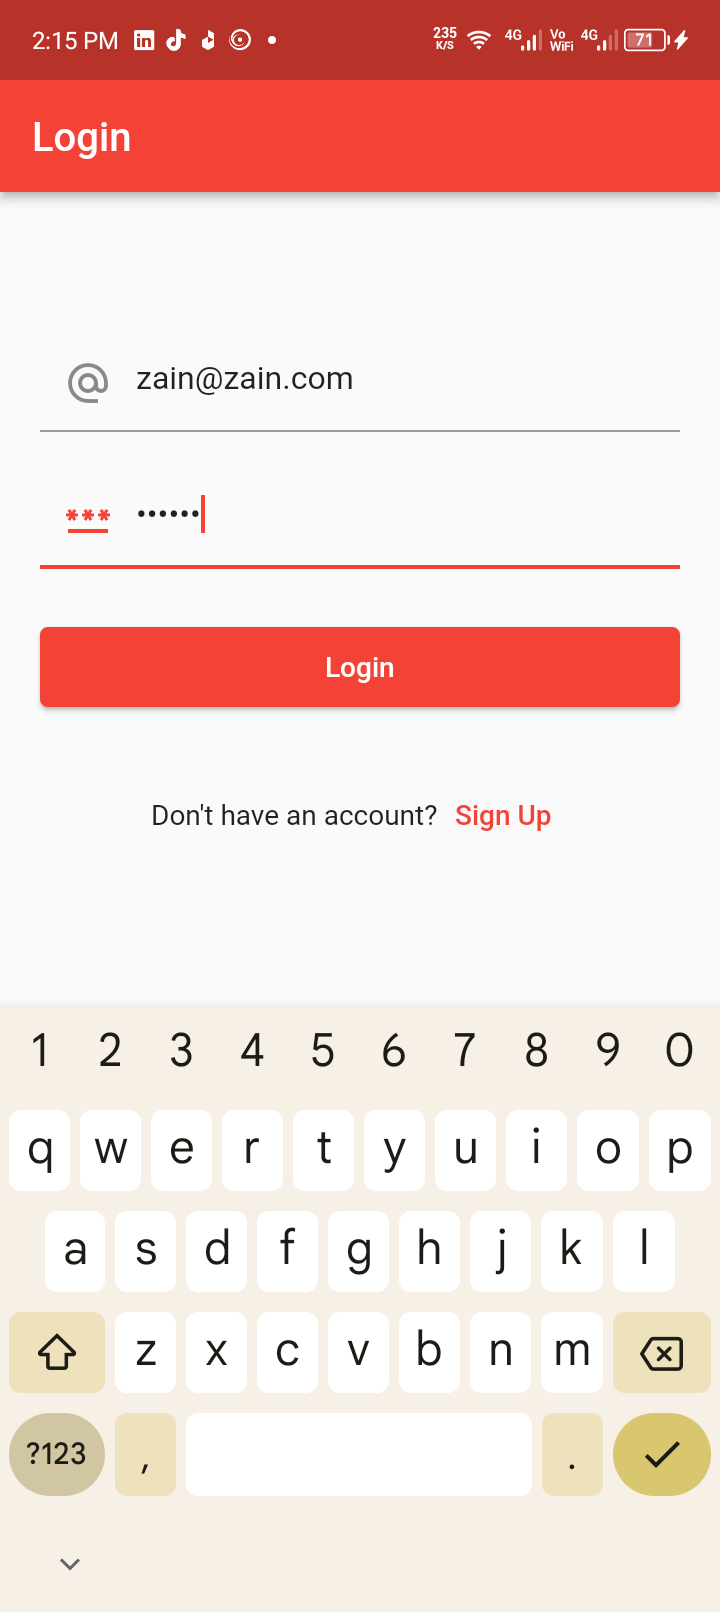 2:15 PM 235 K/S 4G Vo WiFi 4G 71
Login
zain@zain.com
***  ••••••
Login
Don't have an account? Sign Up
1 2 3 4 5 6 7 8 9 0
q w e r t y u i o p
a s d f g h j k l
z x c v b n m
?123 , .